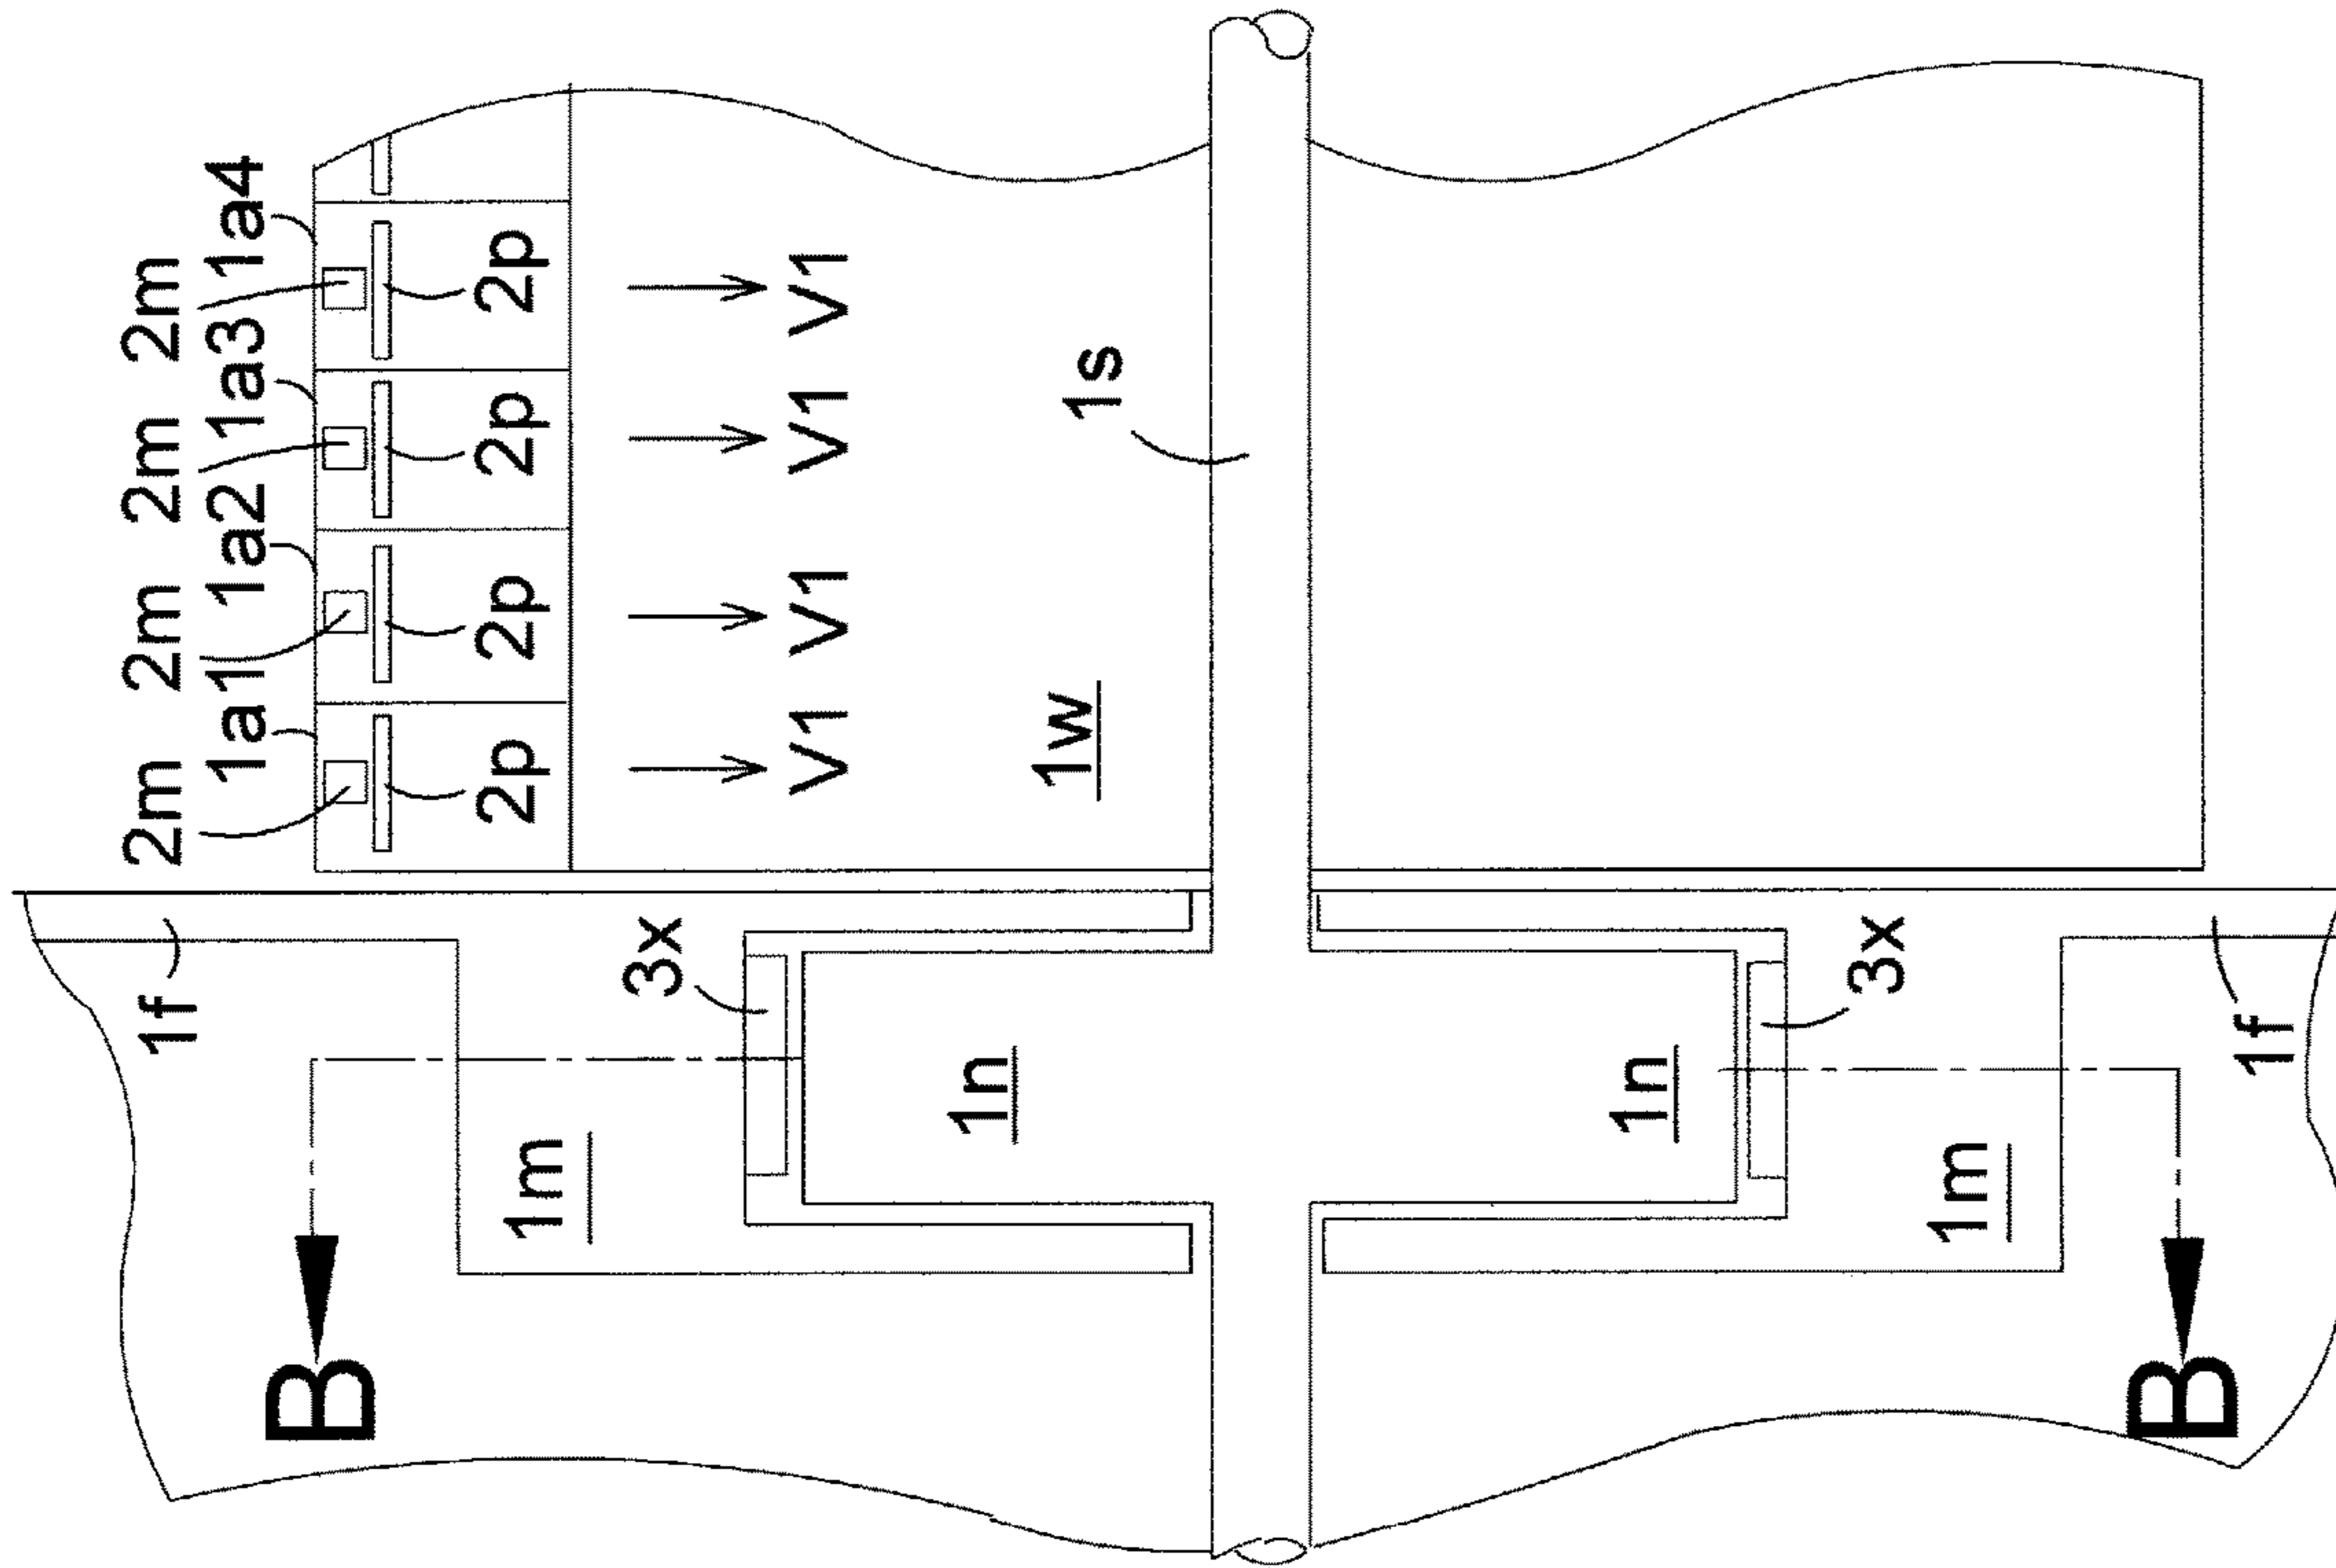 1f 2m 2m 2m 2m
1a1 1a2 1a3 1a4
B
1m 2p 2p 2p 2p
3x
V1 V1 V1 V1
1n
1w 1s
1n
3x
1m
B
1f